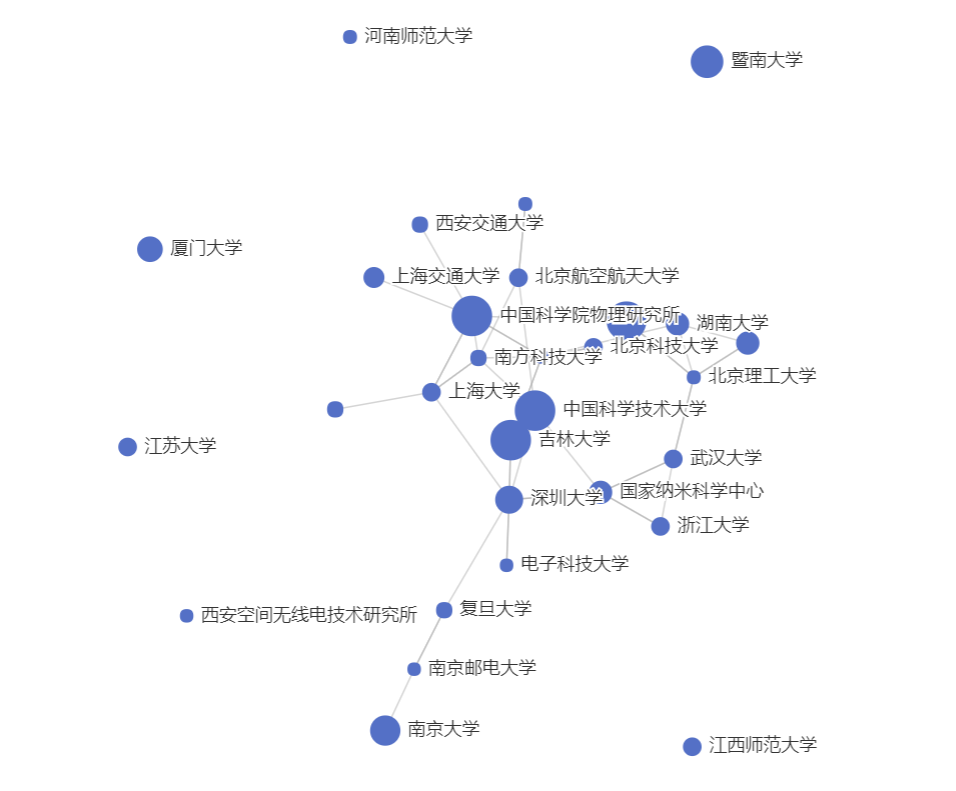 河南师范大学
暨南大学
西安交通大学
厦门大学
上海交通大学
北京航空航天大学
中国科学院物理研究所
湖南大学
北京科技大学
南方科技大学
北京理工大学
上海大学
中国科学技术大学
吉林大学
江苏大学
武汉大学
国家纳米科学中心
深圳大学
浙江大学
电子科技大学
复旦大学
西安空间无线电技术研究所
南京邮电大学
南京大学
江西师范大学